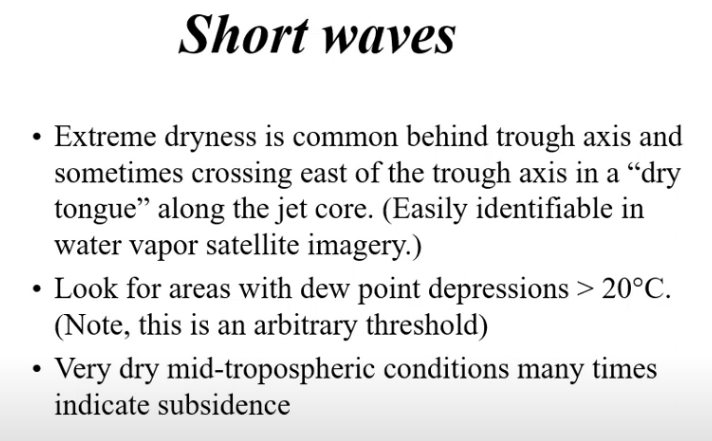 Short waves
• Extreme dryness is common behind trough axis and
sometimes crossing east of the trough axis in a “dry
tongue” along the jet core. (Easily identifiable in
water vapor satellite imagery.)
• Look for areas with dew point depressions > 20°C.
(Note, this is an arbitrary threshold)
• Very dry mid-tropospheric conditions many times
indicate subsidence